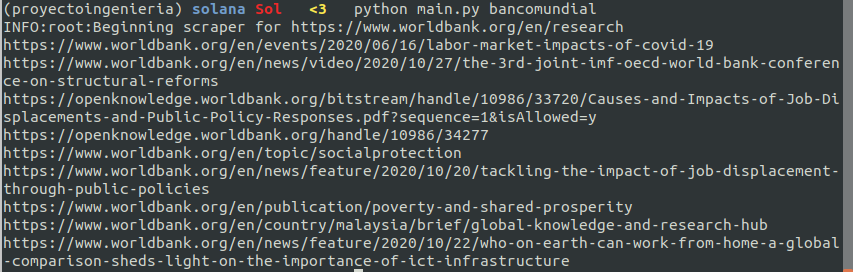 (proyectoingenieria) solana Sol <3 python main.py bancomundial
INFO:root:Beginning scraper for https://www.worldbank.org/en/research
https://www.worldbank.org/en/events/2020/06/16/labor-market-impacts-of-covid-19
https://www.worldbank.org/en/news/video/2020/10/27/the-3rd-joint-imf-oecd-world-bank-conferen
ce-on-structural-reforms
https://openknowledge.worldbank.org/bitstream/handle/10986/33720/Causes-and-Impacts-of-Job-Di
splacements-and-Public-Policy-Responses.pdf?sequence=1&isAllowed=y
https://openknowledge.worldbank.org/handle/10986/34277
https://www.worldbank.org/en/topic/socialprotection
https://www.worldbank.org/en/news/feature/2020/10/20/tackling-the-impact-of-job-displacement-
through-public-policies
https://www.worldbank.org/en/publication/poverty-and-shared-prosperity
https://www.worldbank.org/en/country/malaysia/brief/global-knowledge-and-research-hub
https://www.worldbank.org/en/news/feature/2020/10/22/who-on-earth-can-work-from-home-a-global
-comparison-sheds-light-on-the-importance-of-ict-infrastructure